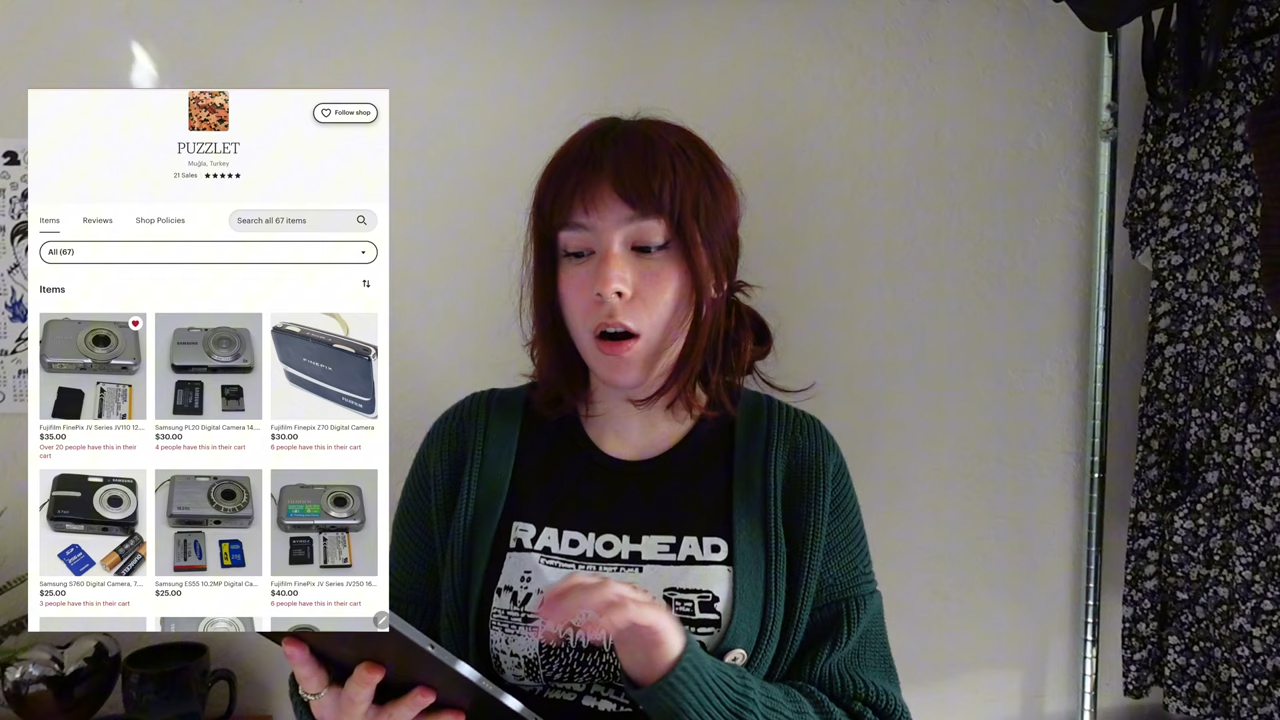 Follow shop
PUZZLET
Muğla, Turkey
21 Sales
Items
Reviews
Shop Policies
Search all 67 items
All (67)
Items
SAMSUNG
FINEPIX
FUJIFILM
Fujifilm FinePix JV Series JV110 12....
$35.00
Over 20 people have this in their
cart
Samsung PL20 Digital Camera 14....
$30.00
4 people have this in their cart
Fujifilm Finepix Z70 Digital Camera
$30.00
6 people have this in their cart
SAMSUNG
Samsung S760 Digital Camera, 7....
$25.00
3 people have this in their cart
Samsung ES55 10.2MP Digital Ca...
$25.00
Fujifilm FinePix JV Series JV250 16...
$40.00
6 people have this in their cart
RADIOHEAD